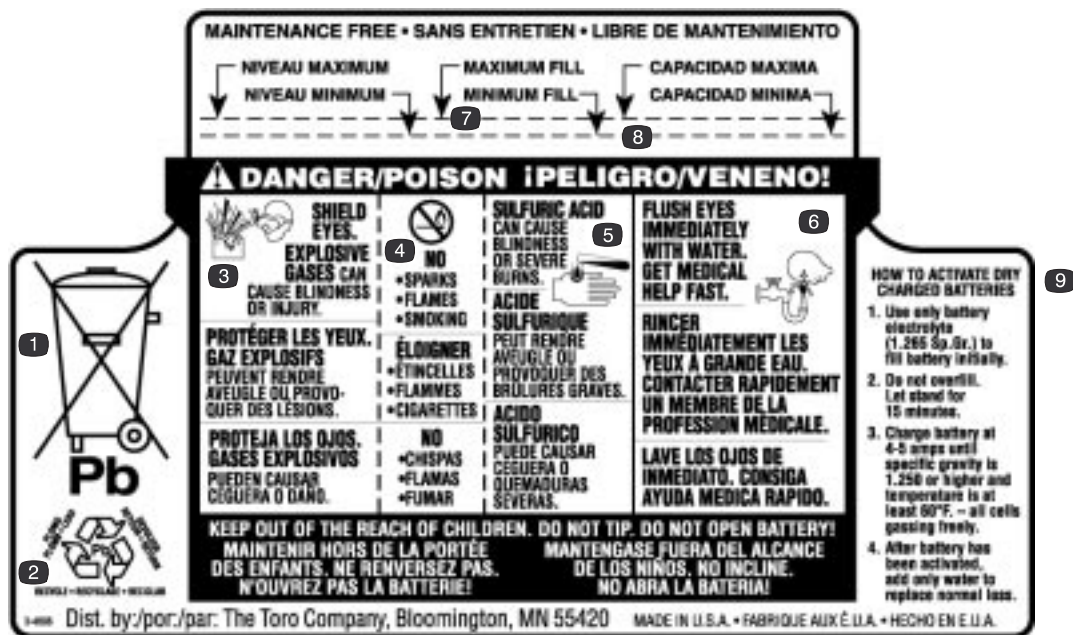 MAINTENANCE FREE • SANS ENTRETIEN • LIBRE DE MANTENIMIENTO
NIVEAU MAXIMUM MAXIMUM FILL CAPACIDAD MAXIMA
NIVEAU MINIMUM MINIMUM FILL CAPACIDAD MINIMA
7
8
DANGER/POISON ¡PELIGRO/VENENO!
SHIELD
EYES.
EXPLOSIVE
GASES CAN
CAUSE BLINDNESS
OR INJURY.
3
PROTÉGER LES YEUX.
GAZ EXPLOSIFS
PEUVENT RENDRE
AVEUGLE OU PROVO-
QUER DES LÉSIONS.
PROTEJA LOS OJOS.
GASES EXPLOSIVOS
PUEDEN CAUSAR
CEGUERA O DAÑO.
4
NO
•SPARKS
•FLAMES
•SMOKING
ÉLOIGNER
•ÉTINCELLES
•FLAMMES
•CIGARETTES
NO
•CHISPAS
•FLAMAS
•FUMAR
SULFURIC ACID
CAN CAUSE
BLINDNESS
OR SEVERE
BURNS.
5
ACIDE
SULFURIQUE
PEUT RENDRE
AVEUGLE OU
PROVOQUER DES
BRÛLURES GRAVES.
ACIDO
SULFURICO
PUEDE CAUSAR
CEGUERA O
QUEMADURAS
SEVERAS.
FLUSH EYES
IMMEDIATELY
WITH WATER.
GET MEDICAL
HELP FAST.
6
RINCER
IMMÉDIATEMENT LES
YEUX À GRANDE EAU.
CONTACTER RAPIDEMENT
UN MEMBRE DE LA
PROFESSION MÉDICALE.
LAVE LOS OJOS DE
INMEDIATO. CONSIGA
AYUDA MEDICA RAPIDO.
KEEP OUT OF THE REACH OF CHILDREN. DO NOT TIP. DO NOT OPEN BATTERY!
MAINTENIR HORS DE LA PORTÉE
DES ENFANTS. NE RENVERSEZ PAS.
N'OUVREZ PAS LA BATTERIE!
MANTENGASE FUERA DEL ALCANCE
DE LOS NIÑOS. NO INCLINE.
NO ABRA LA BATERIA!
1
Pb
2
RECYCLE • RECYCLAGE • RECICLAR
HOW TO ACTIVATE DRY
CHARGED BATTERIES
9
1. Use only battery
electrolyte
(1.265 Sp.Gr.) to
fill battery initially.
2. Do not overfill.
Let stand for
15 minutes.
3. Charge battery at
4-5 amps until
specific gravity is
1.250 or higher and
temperature is at
least 60°F. – all cells
gassing freely.
4. After battery has
been activated,
add only water to
replace normal loss.
Dist. by:/por:/par: The Toro Company, Bloomington, MN 55420 MADE IN U.S.A. • FABRIQUE AUX É.U.A. • HECHO EN E.U.A.